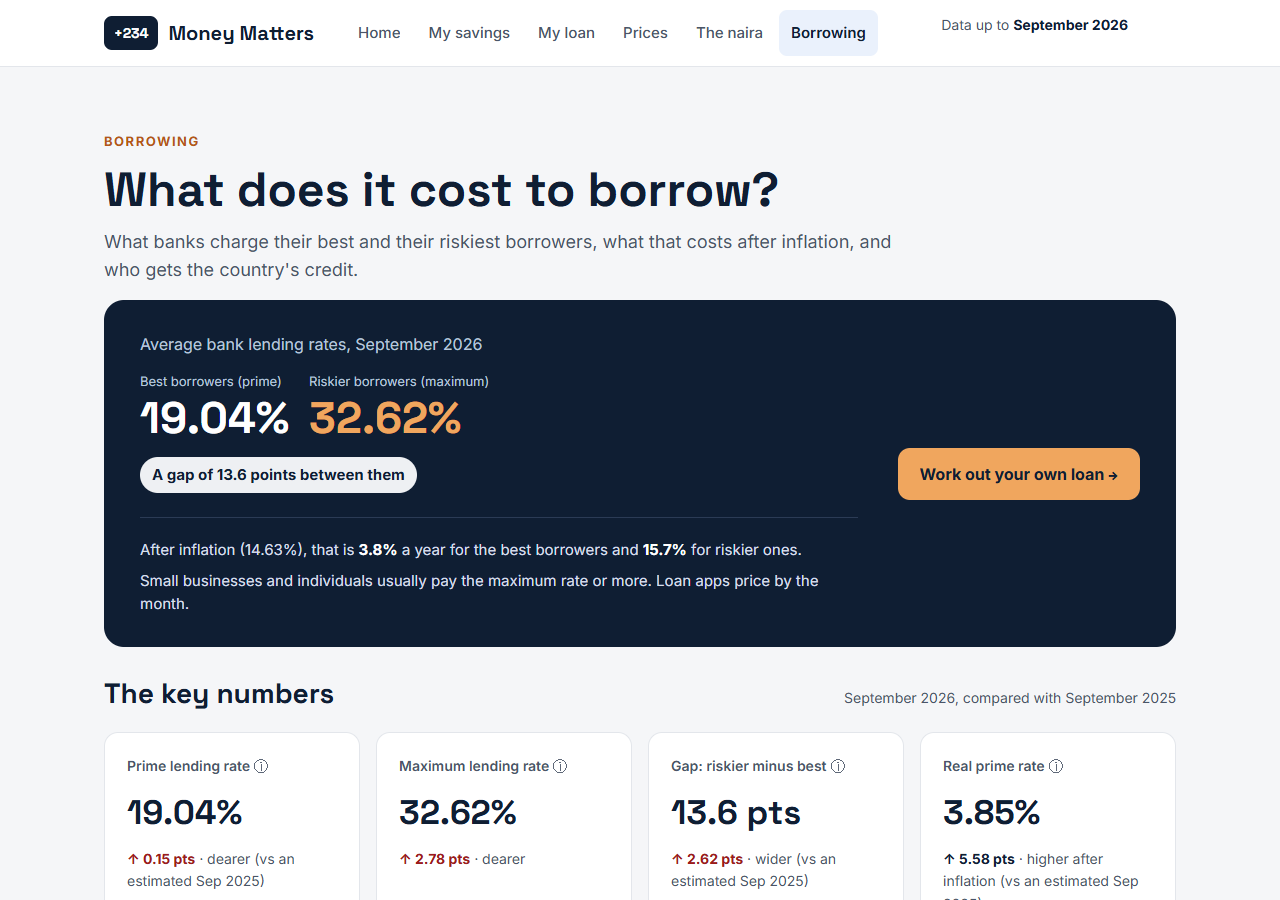 +234 Money Matters Home My savings My loan Prices The naira Borrowing Data up to September 2026
BORROWING
What does it cost to borrow?
What banks charge their best and their riskiest borrowers, what that costs after inflation, and
who gets the country's credit.
Average bank lending rates, September 2026
Best borrowers (prime) Riskier borrowers (maximum)
19.04% 32.62%
A gap of 13.6 points between them
Work out your own loan →
After inflation (14.63%), that is 3.8% a year for the best borrowers and 15.7% for riskier ones.
Small businesses and individuals usually pay the maximum rate or more. Loan apps price by the
month.
The key numbers
September 2026, compared with September 2025
Prime lending rate ⓘ
19.04%
↑ 0.15 pts · dearer (vs an
estimated Sep 2025)
Maximum lending rate ⓘ
32.62%
↑ 2.78 pts · dearer
Gap: riskier minus best ⓘ
13.6 pts
↑ 2.62 pts · wider (vs an
estimated Sep 2025)
Real prime rate ⓘ
3.85%
↑ 5.58 pts · higher after
inflation (vs an estimated Sep